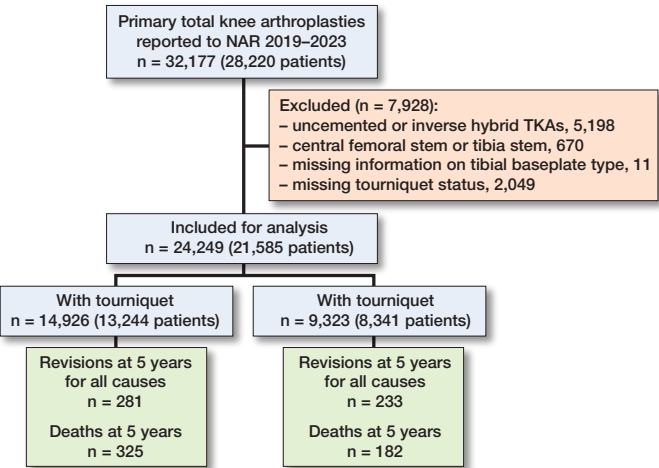 Primary total knee arthroplasties
reported to NAR 2019–2023
n = 32,177 (28,220 patients)
Excluded (n = 7,928):
– uncemented or inverse hybrid TKAs, 5,198
– central femoral stem or tibia stem, 670
– missing information on tibial baseplate type, 11
– missing tourniquet status, 2,049
Included for analysis
n = 24,249 (21,585 patients)
With tourniquet
n = 14,926 (13,244 patients)
With tourniquet
n = 9,323 (8,341 patients)
Revisions at 5 years
for all causes
n = 281
Deaths at 5 years
n = 325
Revisions at 5 years
for all causes
n = 233
Deaths at 5 years
n = 182